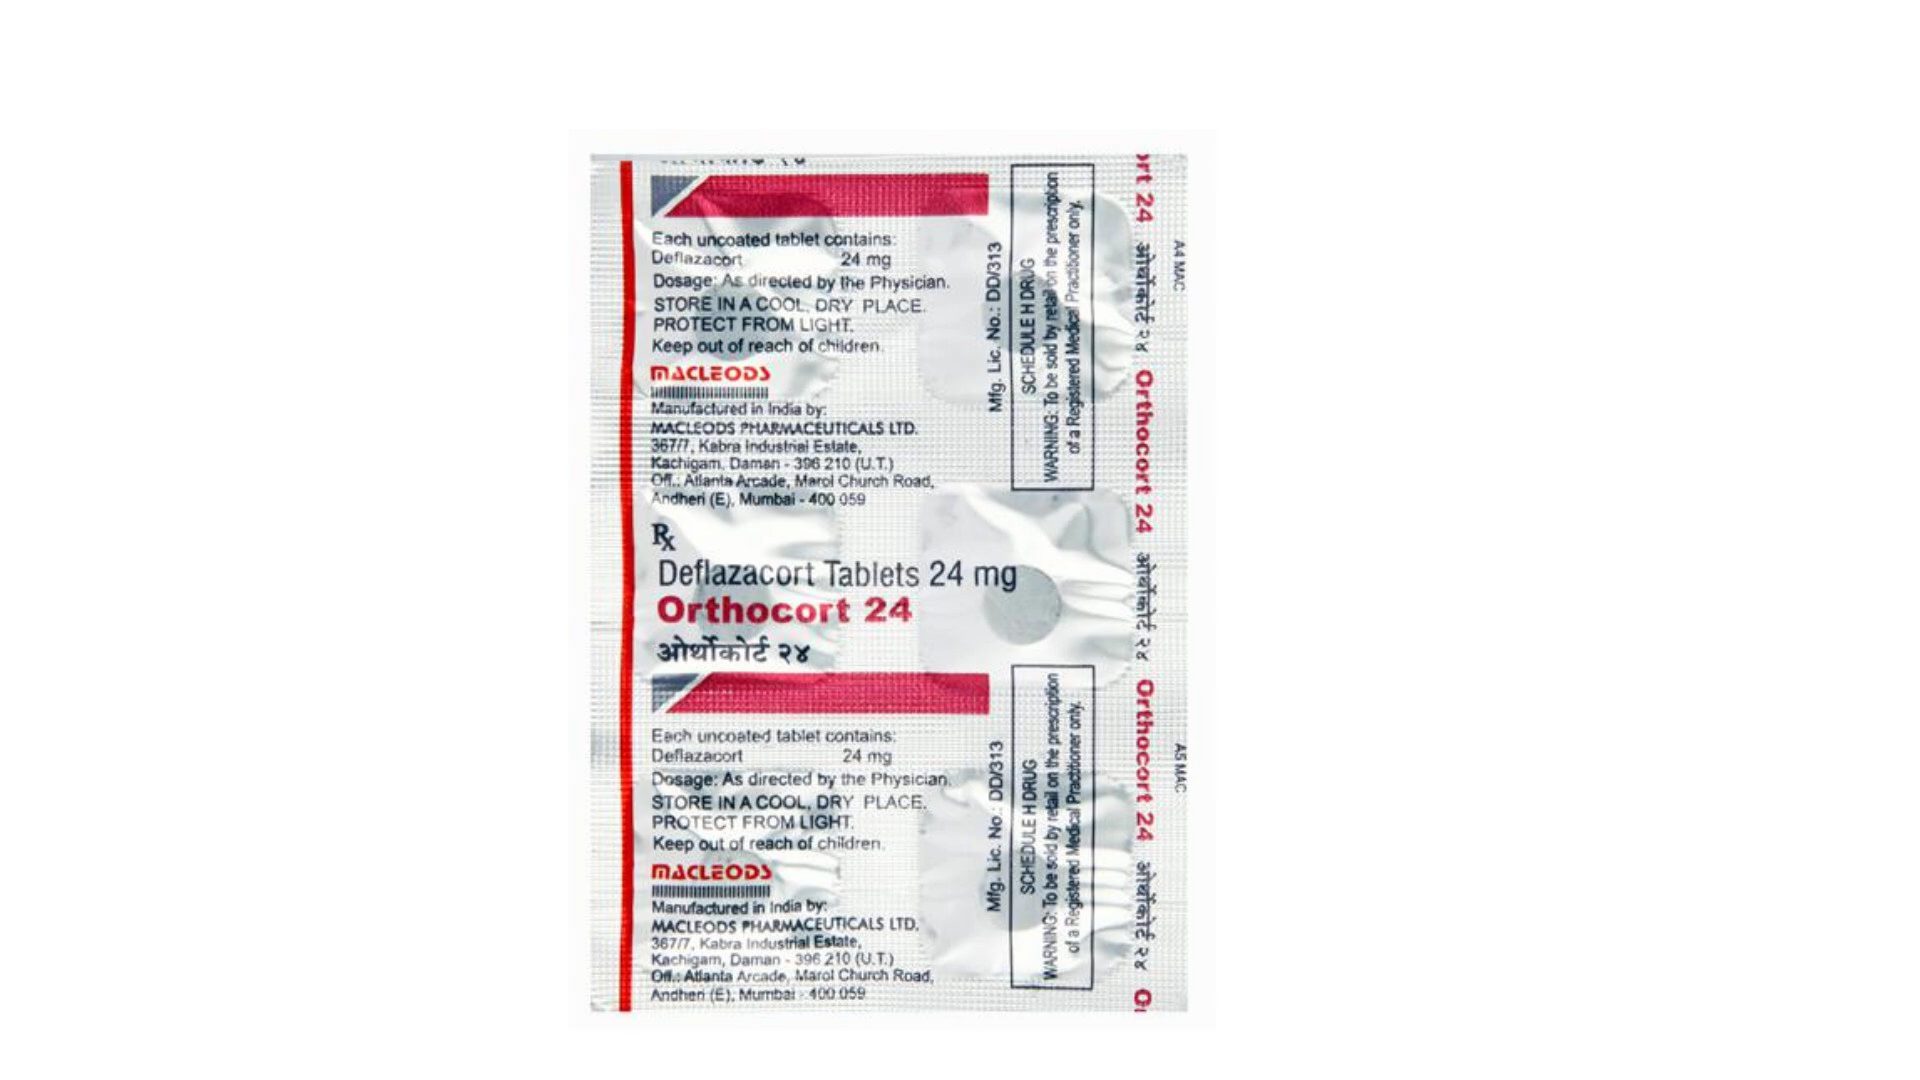 Each uncoated tablet contains:
Deflazacort 24 mg
Dosage: As directed by the Physician.
STORE IN A COOL, DRY PLACE.
PROTECT FROM LIGHT.
Keep out of reach of children.
MACLEODS
Manufactured in India by:
MACLEODS PHARMACEUTICALS LTD.
367/7, Kabra Industrial Estate,
Kachigam, Daman - 396 210 (U.T.)
Off.: Atlanta Arcade, Marol Church Road,
Andheri (E), Mumbai - 400 059
Mfg. Lic. No.: DD/313
SCHEDULE H DRUG
WARNING: To be sold by retail on the prescription
of a Registered Medical Practitioner only.
Rx
Deflazacort Tablets 24 mg
Orthocort 24
ओर्थोकोर्ट २४
Each uncoated tablet contains:
Deflazacort 24 mg
Dosage: As directed by the Physician.
STORE IN A COOL, DRY PLACE.
PROTECT FROM LIGHT.
Keep out of reach of children.
MACLEODS
Manufactured in India by:
MACLEODS PHARMACEUTICALS LTD.
367/7, Kabra Industrial Estate,
Kachigam, Daman - 396 210 (U.T.)
Off.: Atlanta Arcade, Marol Church Road,
Andheri (E), Mumbai - 400 059
Mfg. Lic. No.: DD/313
SCHEDULE H DRUG
WARNING: To be sold by retail on the prescription
of a Registered Medical Practitioner only.
ort 24 ओर्थोकोर्ट २४ Orthocort 24 ओर्थोकोर्ट २४ Orthocort 24 ओर्थोकोर्ट २४ O
A4 MAC
A5 MAC